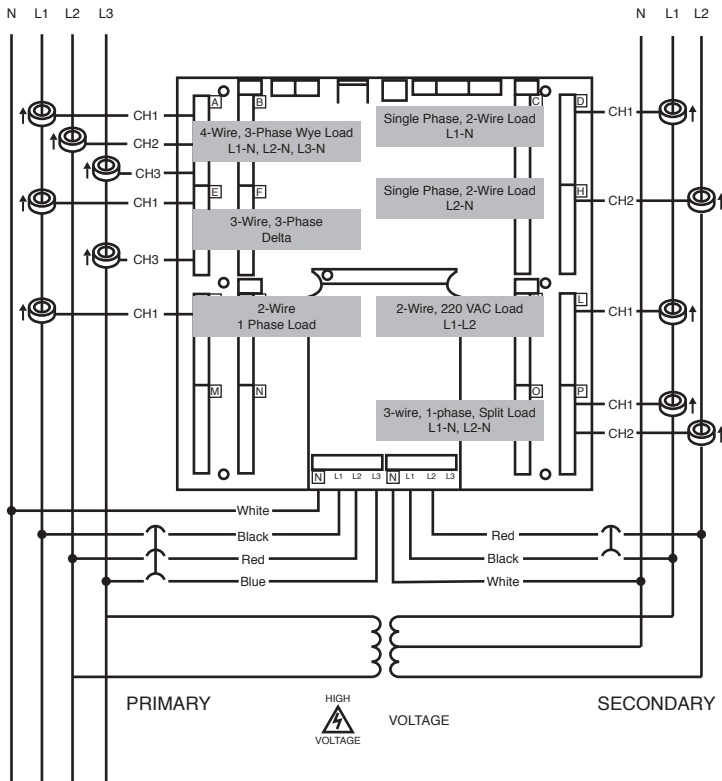 N L1 L2 L3 N L1 L2
A B C D
CH1 4-Wire, 3-Phase Wye Load Single Phase, 2-Wire Load CH1
CH2 L1-N, L2-N, L3-N L1-N
CH3
E F H
CH1 Single Phase, 2-Wire Load CH2
L2-N
3-Wire, 3-Phase
Delta
CH3
L
CH1 2-Wire 2-Wire, 220 VAC Load CH1
1 Phase Load L1-L2
M N O P
CH1
3-wire, 1-phase, Split Load
L1-N, L2-N CH2
N L1 L2 L3 N L1 L2 L3
White
Black Red
Red Black
Blue White
PRIMARY SECONDARY
HIGH
VOLTAGE
VOLTAGE